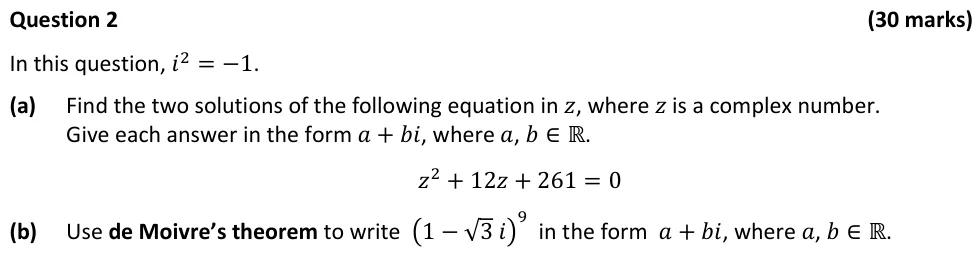 Question 2 (30 marks)
In this question, i² = −1.
(a) Find the two solutions of the following equation in z, where z is a complex number.
Give each answer in the form a + bi, where a, b ∈ ℝ.
z² + 12z + 261 = 0
(b) Use de Moivre’s theorem to write (1 − √3 i)⁹ in the form a + bi, where a, b ∈ ℝ.